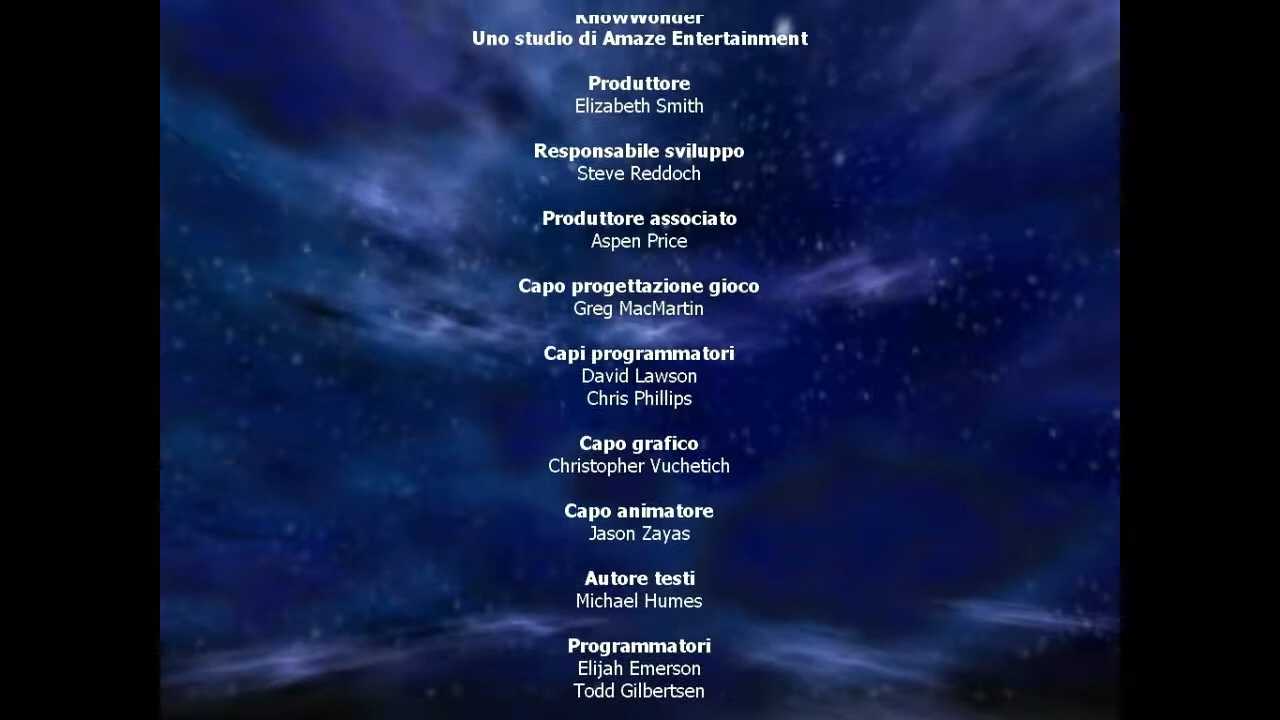 KnowWonder
Uno studio di Amaze Entertainment
Produttore
Elizabeth Smith
Responsabile sviluppo
Steve Reddoch
Produttore associato
Aspen Price
Capo progettazione gioco
Greg MacMartin
Capi programmatori
David Lawson
Chris Phillips
Capo grafico
Christopher Vuchetich
Capo animatore
Jason Zayas
Autore testi
Michael Humes
Programmatori
Elijah Emerson
Todd Gilbertsen